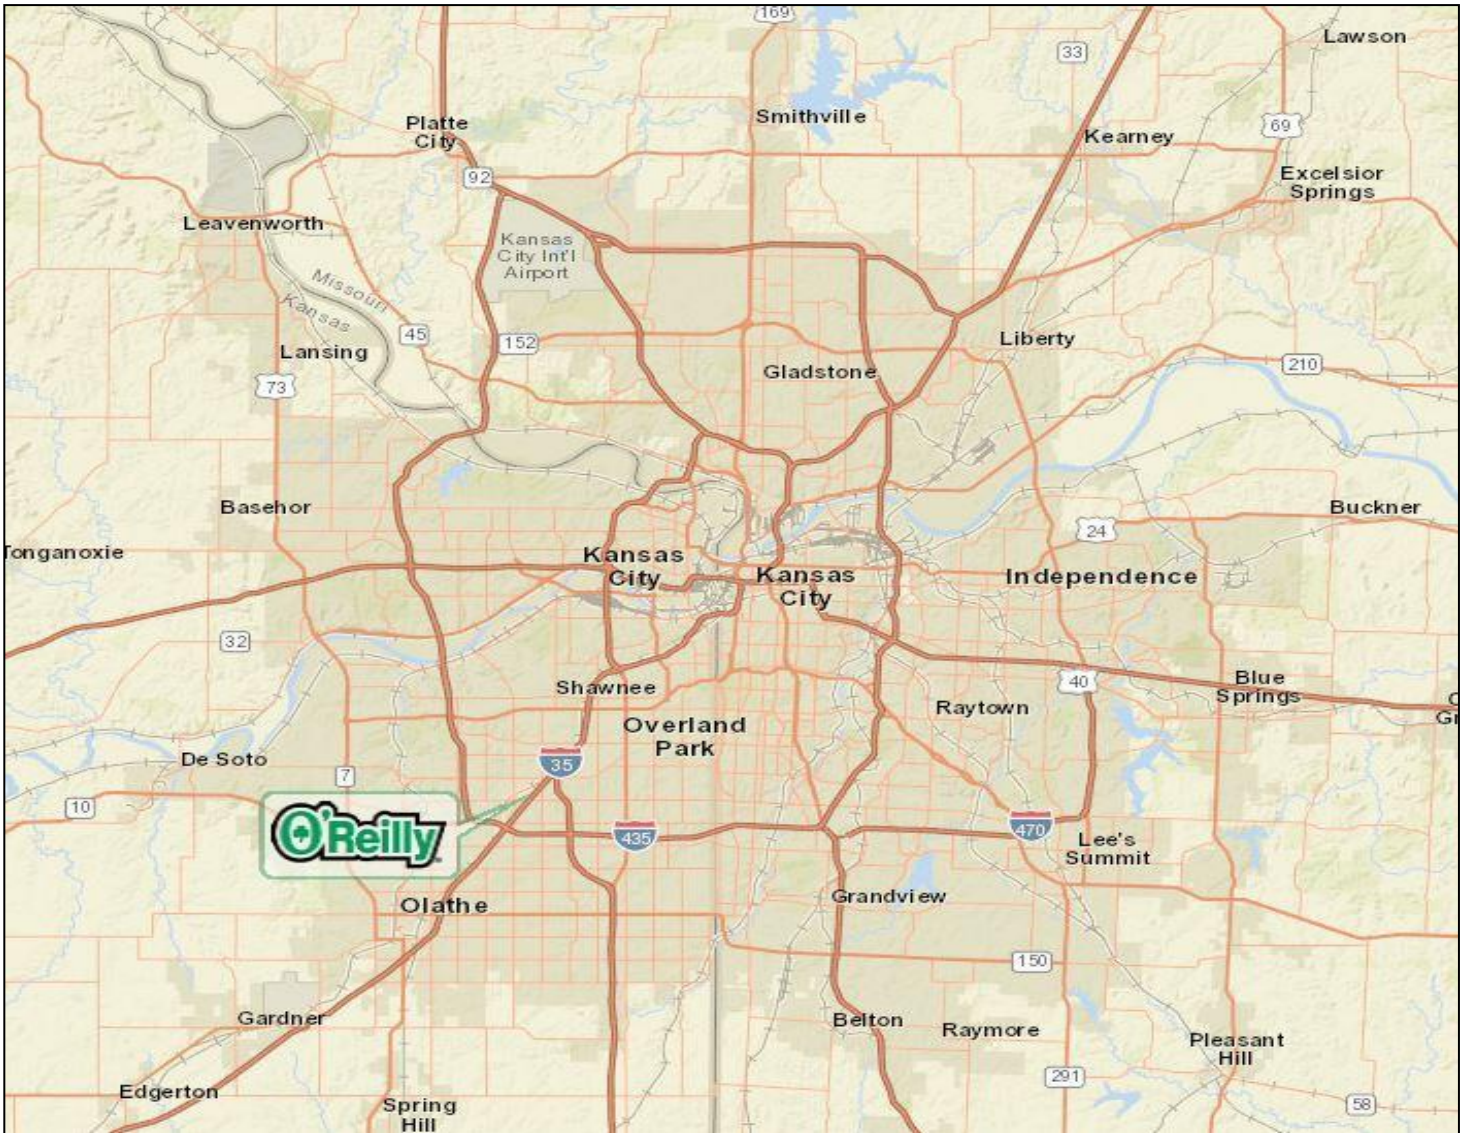 169
Lawson
33
Smithville
Platte
City
69
Kearney
92
Excelsior
Springs
Leavenworth
Kansas
City Int'l
Airport
Missouri
Kansas
45
152
Liberty
Lansing
210
Gladstone
73
Basehor
Buckner
24
Tonganoxie
Kansas
City
Kansas
City
Independence
32
Blue
Springs
40
Shawnee
Raytown
Overland
Park
De Soto
35
7
10
O'Reilly
435
470
Lee's
Summit
Grandview
Olathe
150
Gardner
Belton
Raymore
Pleasant
Hill
291
Edgerton
Spring
Hill
58